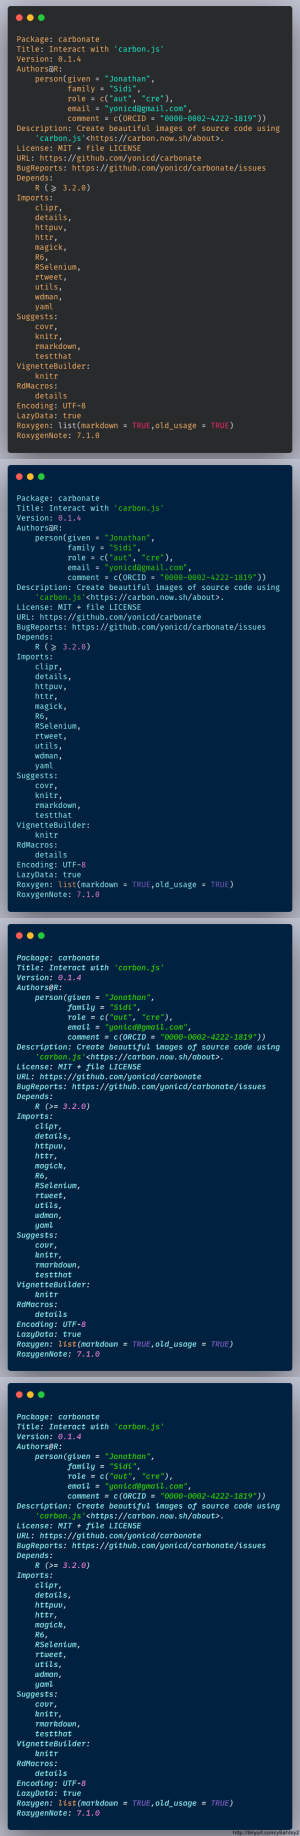 Package: carbonate
Title: Interact with 'carbon.js'
Version: 0.1.4
Authors@R:
person(given = "Jonathan",
family = "Sidi",
role = c("aut", "cre"),
email = "yonicd@gmail.com",
comment = c(ORCID = "0000-0002-4222-1819"))
Description: Create beautiful images of source code using
'carbon.js'<https://carbon.now.sh/about>.
License: MIT + file LICENSE
URL: https://github.com/yonicd/carbonate
BugReports: https://github.com/yonicd/carbonate/issues
Depends:
R (⩾ 3.2.0)
Imports:
clipr,
details,
httpuv,
httr,
magick,
R6,
RSelenium,
rtweet,
utils,
wdman,
yaml
Suggests:
covr,
knitr,
rmarkdown,
testthat
VignetteBuilder:
knitr
RdMacros:
details
Encoding: UTF-8
LazyData: true
Roxygen: list(markdown = TRUE,old_usage = TRUE)
RoxygenNote: 7.1.0
Package: carbonate
Title: Interact with 'carbon.js'
Version: 0.1.4
Authors@R:
person(given = "Jonathan",
family = "Sidi",
role = c("aut", "cre"),
email = "yonicd@gmail.com",
comment = c(ORCID = "0000-0002-4222-1819"))
Description: Create beautiful images of source code using
'carbon.js'<https://carbon.now.sh/about>.
License: MIT + file LICENSE
URL: https://github.com/yonicd/carbonate
BugReports: https://github.com/yonicd/carbonate/issues
Depends:
R (⩾ 3.2.0)
Imports:
clipr,
details,
httpuv,
httr,
magick,
R6,
RSelenium,
rtweet,
utils,
wdman,
yaml
Suggests:
covr,
knitr,
rmarkdown,
testthat
VignetteBuilder:
knitr
RdMacros:
details
Encoding: UTF-8
LazyData: true
Roxygen: list(markdown = TRUE,old_usage = TRUE)
RoxygenNote: 7.1.0
Package: carbonate
Title: Interact with 'carbon.js'
Version: 0.1.4
Authors@R:
person(given = "Jonathan",
family = "Sidi",
role = c("aut", "cre"),
email = "yonicd@gmail.com",
comment = c(ORCID = "0000-0002-4222-1819"))
Description: Create beautiful images of source code using
'carbon.js'<https://carbon.now.sh/about>.
License: MIT + file LICENSE
URL: https://github.com/yonicd/carbonate
BugReports: https://github.com/yonicd/carbonate/issues
Depends:
R (>= 3.2.0)
Imports:
clipr,
details,
httpuv,
httr,
magick,
R6,
RSelenium,
rtweet,
utils,
wdman,
yaml
Suggests:
covr,
knitr,
rmarkdown,
testthat
VignetteBuilder:
knitr
RdMacros:
details
Encoding: UTF-8
LazyData: true
Roxygen: list(markdown = TRUE,old_usage = TRUE)
RoxygenNote: 7.1.0
Package: carbonate
Title: Interact with 'carbon.js'
Version: 0.1.4
Authors@R:
person(given = "Jonathan",
family = "Sidi",
role = c("aut", "cre"),
email = "yonicd@gmail.com",
comment = c(ORCID = "0000-0002-4222-1819"))
Description: Create beautiful images of source code using
'carbon.js'<https://carbon.now.sh/about>.
License: MIT + file LICENSE
URL: https://github.com/yonicd/carbonate
BugReports: https://github.com/yonicd/carbonate/issues
Depends:
R (>= 3.2.0)
Imports:
clipr,
details,
httpuv,
httr,
magick,
R6,
RSelenium,
rtweet,
utils,
wdman,
yaml
Suggests:
covr,
knitr,
rmarkdown,
testthat
VignetteBuilder:
knitr
RdMacros:
details
Encoding: UTF-8
LazyData: true
Roxygen: list(markdown = TRUE,old_usage = TRUE)
RoxygenNote: 7.1.0